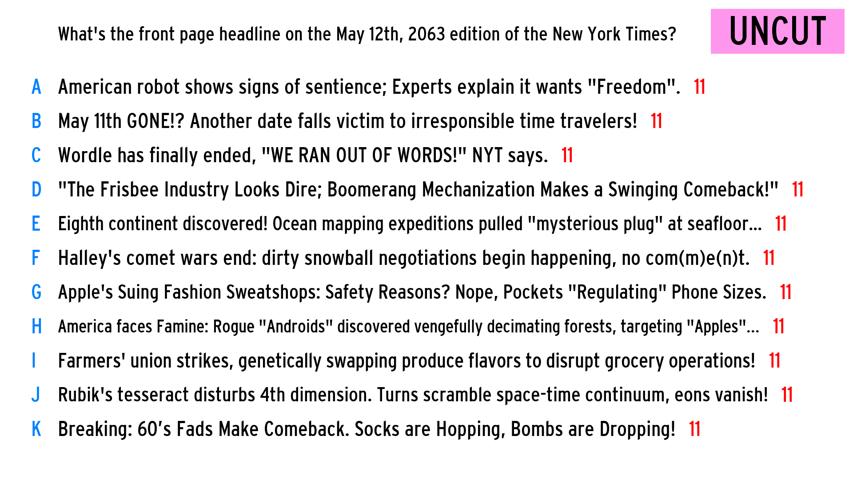 What's the front page headline on the May 12th, 2063 edition of the New York Times? UNCUT
A American robot shows signs of sentience; Experts explain it wants "Freedom". 11
B May 11th GONE!? Another date falls victim to irresponsible time travelers! 11
C Wordle has finally ended, "WE RAN OUT OF WORDS!" NYT says. 11
D "The Frisbee Industry Looks Dire; Boomerang Mechanization Makes a Swinging Comeback!" 11
E Eighth continent discovered! Ocean mapping expeditions pulled "mysterious plug" at seafloor... 11
F Halley's comet wars end: dirty snowball negotiations begin happening, no com(m)e(n)t. 11
G Apple's Suing Fashion Sweatshops: Safety Reasons? Nope, Pockets "Regulating" Phone Sizes. 11
H America faces Famine: Rogue "Androids" discovered vengefully decimating forests, targeting "Apples"... 11
I Farmers' union strikes, genetically swapping produce flavors to disrupt grocery operations! 11
J Rubik's tesseract disturbs 4th dimension. Turns scramble space-time continuum, eons vanish! 11
K Breaking: 60’s Fads Make Comeback. Socks are Hopping, Bombs are Dropping! 11